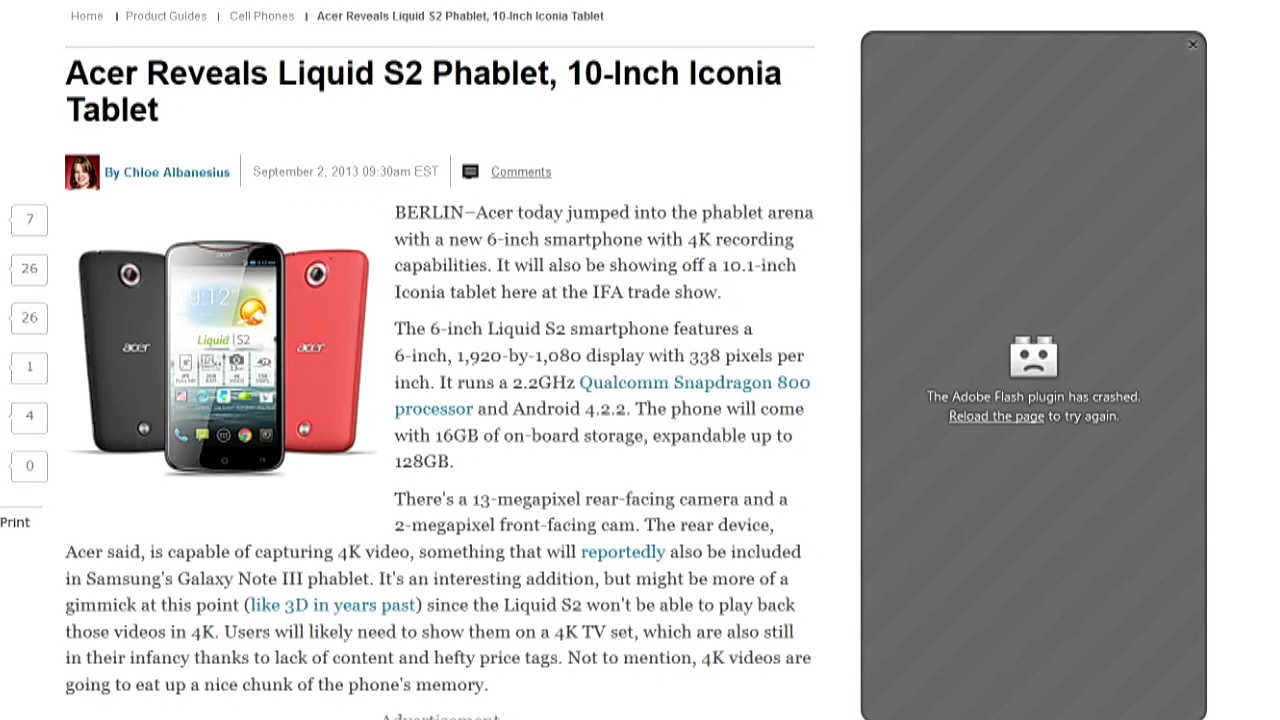 Home | Product Guides | Cell Phones | Acer Reveals Liquid S2 Phablet, 10-Inch Iconia Tablet
Acer Reveals Liquid S2 Phablet, 10-Inch Iconia
Tablet
By Chloe Albanesius
September 2, 2013 09:30am EST
Comments
7
26
26
1
4
0
Print
acer
9:12
Liquid | S2
acer
BERLIN—Acer today jumped into the phablet arena
with a new 6-inch smartphone with 4K recording
capabilities. It will also be showing off a 10.1-inch
Iconia tablet here at the IFA trade show.
The 6-inch Liquid S2 smartphone features a
6-inch, 1,920-by-1,080 display with 338 pixels per
inch. It runs a 2.2GHz Qualcomm Snapdragon 800
processor and Android 4.2.2. The phone will come
with 16GB of on-board storage, expandable up to
128GB.
There's a 13-megapixel rear-facing camera and a
2-megapixel front-facing cam. The rear device,
Acer said, is capable of capturing 4K video, something that will reportedly also be included
in Samsung's Galaxy Note III phablet. It's an interesting addition, but might be more of a
gimmick at this point (like 3D in years past) since the Liquid S2 won't be able to play back
those videos in 4K. Users will likely need to show them on a 4K TV set, which are also still
in their infancy thanks to lack of content and hefty price tags. Not to mention, 4K videos are
going to eat up a nice chunk of the phone's memory.
Advertisement
The Adobe Flash plugin has crashed.
Reload the page to try again.